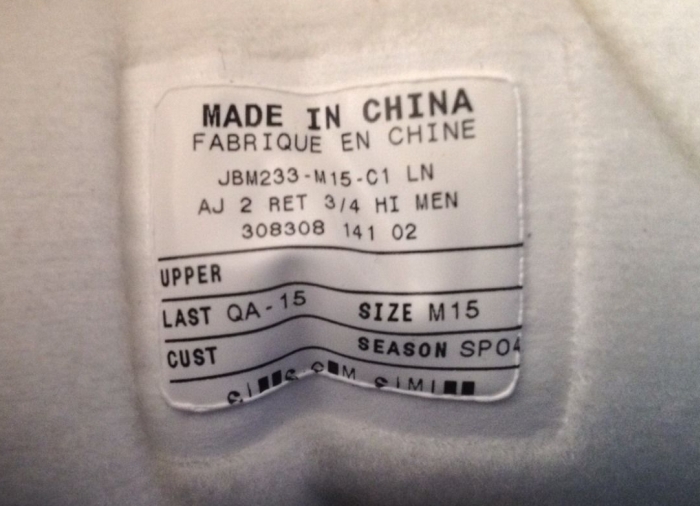 MADE IN CHINA
FABRIQUE EN CHINE
JBM233-M15-C1 LN
AJ 2 RET 3/4 HI MEN
308308 141 02
UPPER
LAST QA-15 SIZE M15
CUST SEASON SP04